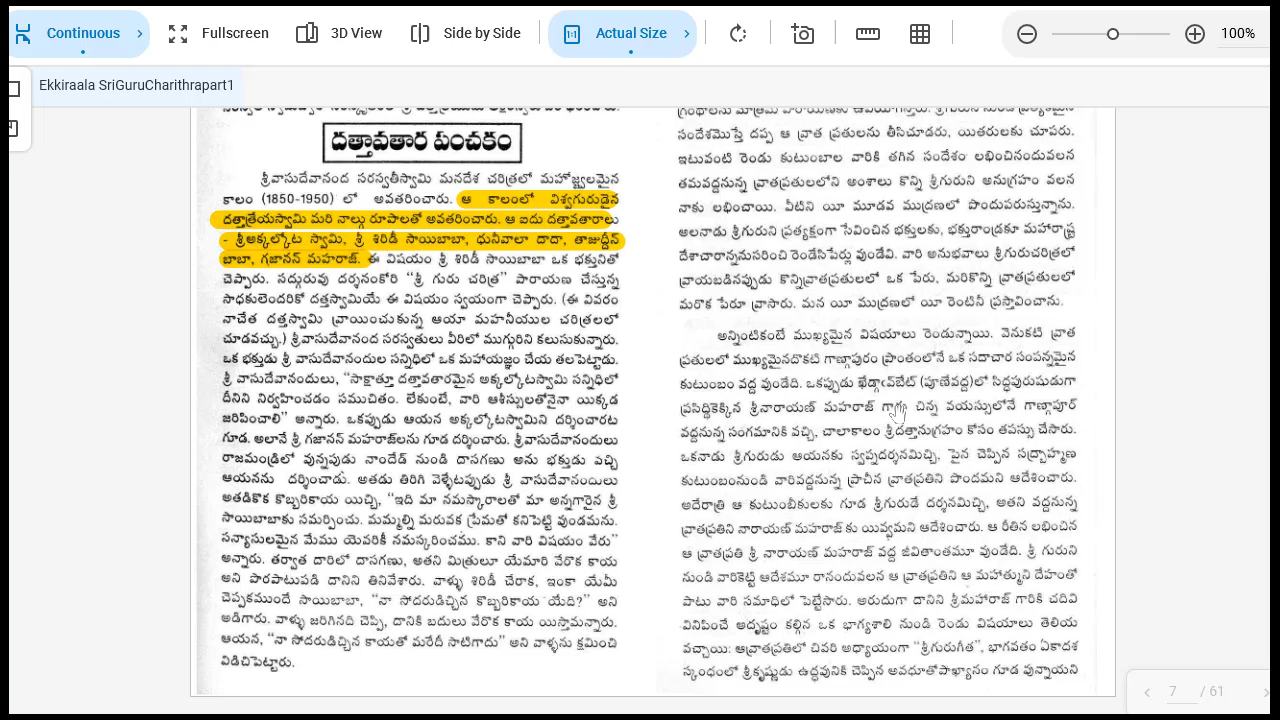 Continuous
Fullscreen
3D View
Side by Side
Actual Size
100%
Ekkiraala SriGuruCharithrapart1
దత్తావతార పంచకం
శ్రీవాసుదేవానంద సరస్వతీస్వామి మనదేశ చరిత్రలో మహోజ్జ్వలమైన
కాలం (1850-1950) లో అవతరించారు. ఆ కాలంలో విశ్వగురుడైన
దత్తాత్రేయస్వామి మరి నాల్గు రూపాలతో అవతరించారు. ఆ ఐదు దత్తావతారాలు
- శ్రీఅక్కల్కోట స్వామి, శ్రీ శిరిడీ సాయిబాబా, ధునీవాలా దాదా, తాజుద్దీన్
బాబా, గజానన్ మహరాజ్. ఈ విషయం శ్రీ శిరిడీ సాయిబాబా ఒక భక్తునితో
చెప్పారు. సద్గురువు దర్శనంకోరి “శ్రీ గురు చరిత్ర” పారాయణ చేస్తున్న
సాధకులెందరికో దత్తస్వామియే ఈ విషయం స్వయంగా చెప్పారు. (ఈ వివరం
నాచేత దత్తస్వామి వ్రాయించుకున్న ఆయా మహనీయుల చరిత్రలలో
చూడవచ్చు.) శ్రీవాసుదేవానంద సరస్వతులు వీరిలో ముగ్గురిని కలుసుకున్నారు.
ఒక భక్తుడు శ్రీ వాసుదేవానందుల సన్నిధిలో ఒక మహాయజ్ఞం చేయ తలపెట్టాడు.
శ్రీ వాసుదేవానందులు, “సాక్షాత్తూ దత్తావతారమైన అక్కల్కోటస్వామి సన్నిధిలో
దీనిని నిర్వహించడం సముచితం. లేకుంటే, వారి ఆశీస్సులతోనైనా యిక్కడ
జరిపించాలి” అన్నారు. ఒకప్పుడు ఆయన అక్కల్కోటస్వామిని దర్శించారట
గూడ. అలానే శ్రీ గజానన్ మహరాజ్‌లను గూడ దర్శించారు. శ్రీవాసుదేవానందులు
రాజమండ్రిలో వున్నపుడు నాందేడ్ నుండి దాసగణు అను భక్తుడు వచ్చి
ఆయనను దర్శించాడు. అతడు తిరిగి వెళ్ళేటప్పుడు శ్రీ వాసుదేవానందులు
అతడికొక కొబ్బరికాయ యిచ్చి, “ఇది మా నమస్కారాలతో మా అన్నగారైన శ్రీ
సాయిబాబాకు సమర్పించు. మమ్మల్ని మరువక ప్రేమతో కనిపెట్టి వుండమను.
సన్యాసులమైన మేము యెవరికీ నమస్కరించము. కాని వారి విషయం వేరు”
అన్నారు. తర్వాత దారిలో దాసగణు, అతని మిత్రులూ యేమారి వేరొక కాయ
అని పొరపాటుపడి దానిని తినివేశారు. వాళ్ళు శిరిడీ చేరాక, ఇంకా యేమీ
చెప్పకముందే సాయిబాబా, “నా సోదరుడిచ్చిన కొబ్బరికాయ యేది?” అని
అడిగారు. వాళ్ళు జరిగినది చెప్పి, దానికి బదులు వేరొక కాయ యిస్తామన్నారు.
ఆయన, “నా సోదరుడిచ్చిన కాయతో మరేదీ సాటిగాదు” అని వాళ్ళను క్షమించి
విడిచిపెట్టారు.
సందేశమొస్తే దప్ప ఆ వ్రాత ప్రతులను తీసిచూడరు, యితరులకు చూపరు.
ఇటువంటి రెండు కుటుంబాల వారికి తగిన సందేశం లభించినందువలన
తమవద్దనున్న వ్రాతప్రతులలోని అంశాలు కొన్ని శ్రీగురుని అనుగ్రహం వలన
నాకు లభించాయి. వీటిని యీ మూడవ ముద్రణలో పొందుపరుస్తున్నాను.
అలనాడు శ్రీగురుని ప్రత్యక్షంగా సేవించిన భక్తులకు, భక్తురాండ్రకూ మహారాష్ట్ర
దేశాచారాన్ననుసరించి రెండేసిపేర్లు వుండేవి. వారి అనుభవాలు శ్రీగురుచరిత్రలో
వ్రాయబడినప్పుడు కొన్నివ్రాతప్రతులలో ఒక పేరు, మరికొన్ని వ్రాతప్రతులలో
మరొక పేరూ వ్రాసారు. మన యీ ముద్రణలో యీ రెంటినీ ప్రస్తావించాను.
అన్నింటికంటే ముఖ్యమైన విషయాలు రెండున్నాయి. వెనుకటి వ్రాత
ప్రతులలో ముఖ్యమైనదొకటి గాణ్గాపురం ప్రాంతంలోనే ఒక సదాచార సంపన్నమైన
కుటుంబం వద్ద వుండేది. ఒకప్పుడు ఖేడ్గావ్‌బేట్ (పూణేవద్ద)లో సిద్ధపురుషుడుగా
ప్రసిద్ధికెక్కిన శ్రీనారాయణ్ మహరాజ్ చిన్న వయస్సులోనే గాణ్గాపూర్
వద్దనున్న సంగమానికి వచ్చి, చాలాకాలం శ్రీదత్తానుగ్రహం కోసం తపస్సు చేసారు.
ఒకనాడు శ్రీగురుడు ఆయనకు స్వప్నదర్శనమిచ్చి, పైన చెప్పిన సద్బ్రాహ్మణ
కుటుంబంనుండి వారివద్దనున్న ప్రాచీన వ్రాతప్రతిని పొందమని ఆదేశించారు.
అదేరాత్రి ఆ కుటుంబీకులకు గూడ శ్రీగురుడే దర్శనమిచ్చి, అతని వద్దనున్న
వ్రాతప్రతిని నారాయణ్ మహరాజ్ కు యివ్వమని ఆదేశించారు. ఆ రీతిన లభించిన
ఆ వ్రాతప్రతి శ్రీ నారాయణ్ మహరాజ్ వద్ద జీవితాంతమూ వుండేది. శ్రీ గురుని
నుండి వారికెట్టి ఆదేశమూ రానందువలన ఆ వ్రాతప్రతిని ఆ మహాత్ముని దేహంతో
పాటు వారి సమాధిలో పెట్టేసారు. అరుదుగా దానిని శ్రీమహారాజ్ గారికి చదివి
వినిపించే అదృష్టం కల్గిన ఒక భాగ్యశాలి నుండి రెండు విషయాలు తెలియ
వచ్చాయి: ఆవ్రాతప్రతిలో చివరి అధ్యాయంగా “శ్రీగురుగీత”, భాగవతం ఏకాదశ
స్కంధంలో శ్రీకృష్ణుడు ఉద్ధవునికి చెప్పిన అవధూతోపాఖ్యానం గూడ వున్నాయని
7 / 61